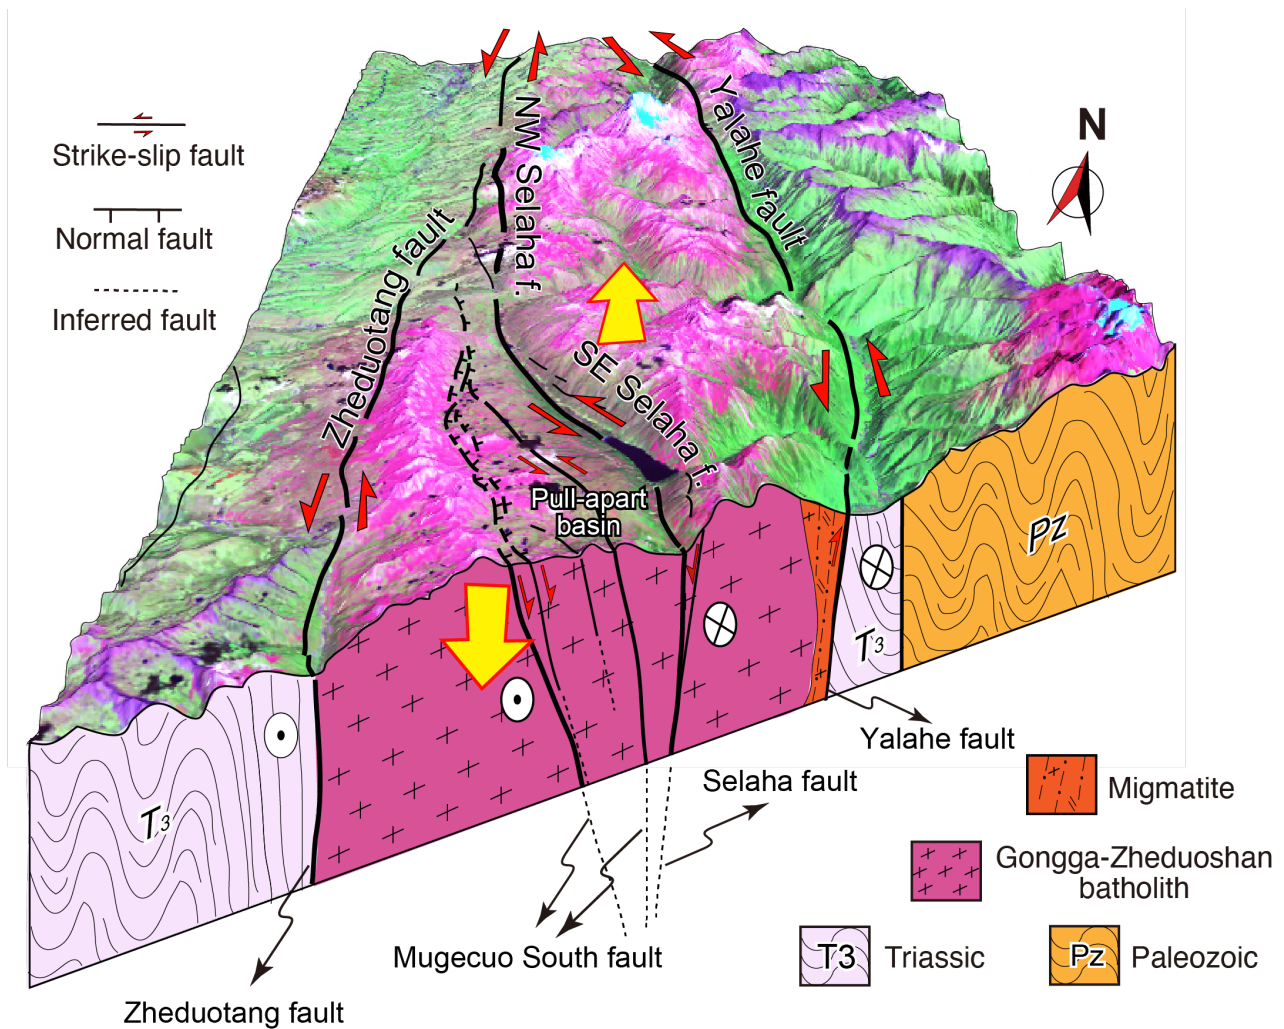 N
Strike-slip fault
Normal fault
Inferred fault
NW Selaha f.
Yalahe fault
Zheduotang fault
SE Selaha f.
Pull-apart
basin
Pz
T3
T3
Yalahe fault
Selaha fault
Mugecuo South fault
Zheduotang fault
Migmatite
Gongga-Zheduoshan
batholith
T3 Triassic
Pz Paleozoic